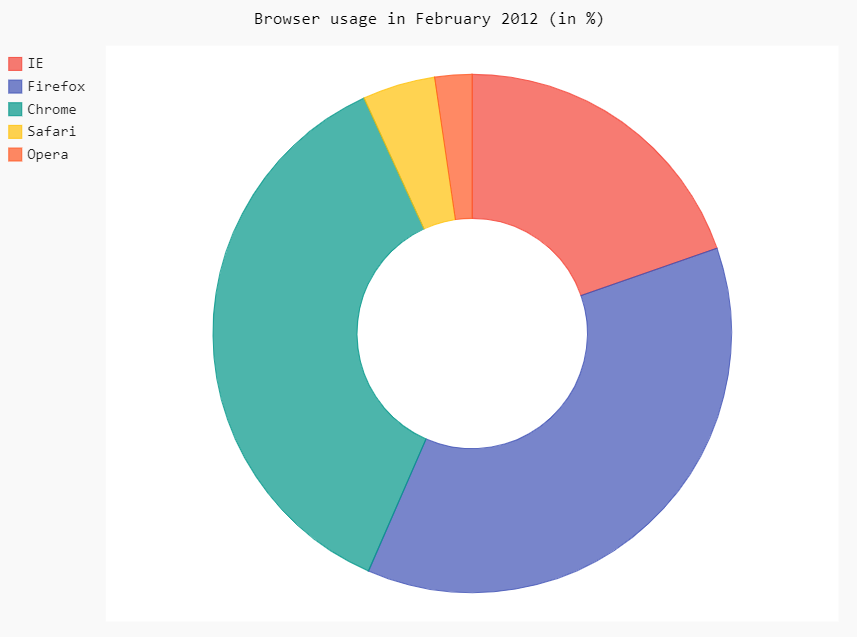 Browser usage in February 2012 (in %)
IE
Firefox
Chrome
Safari
Opera